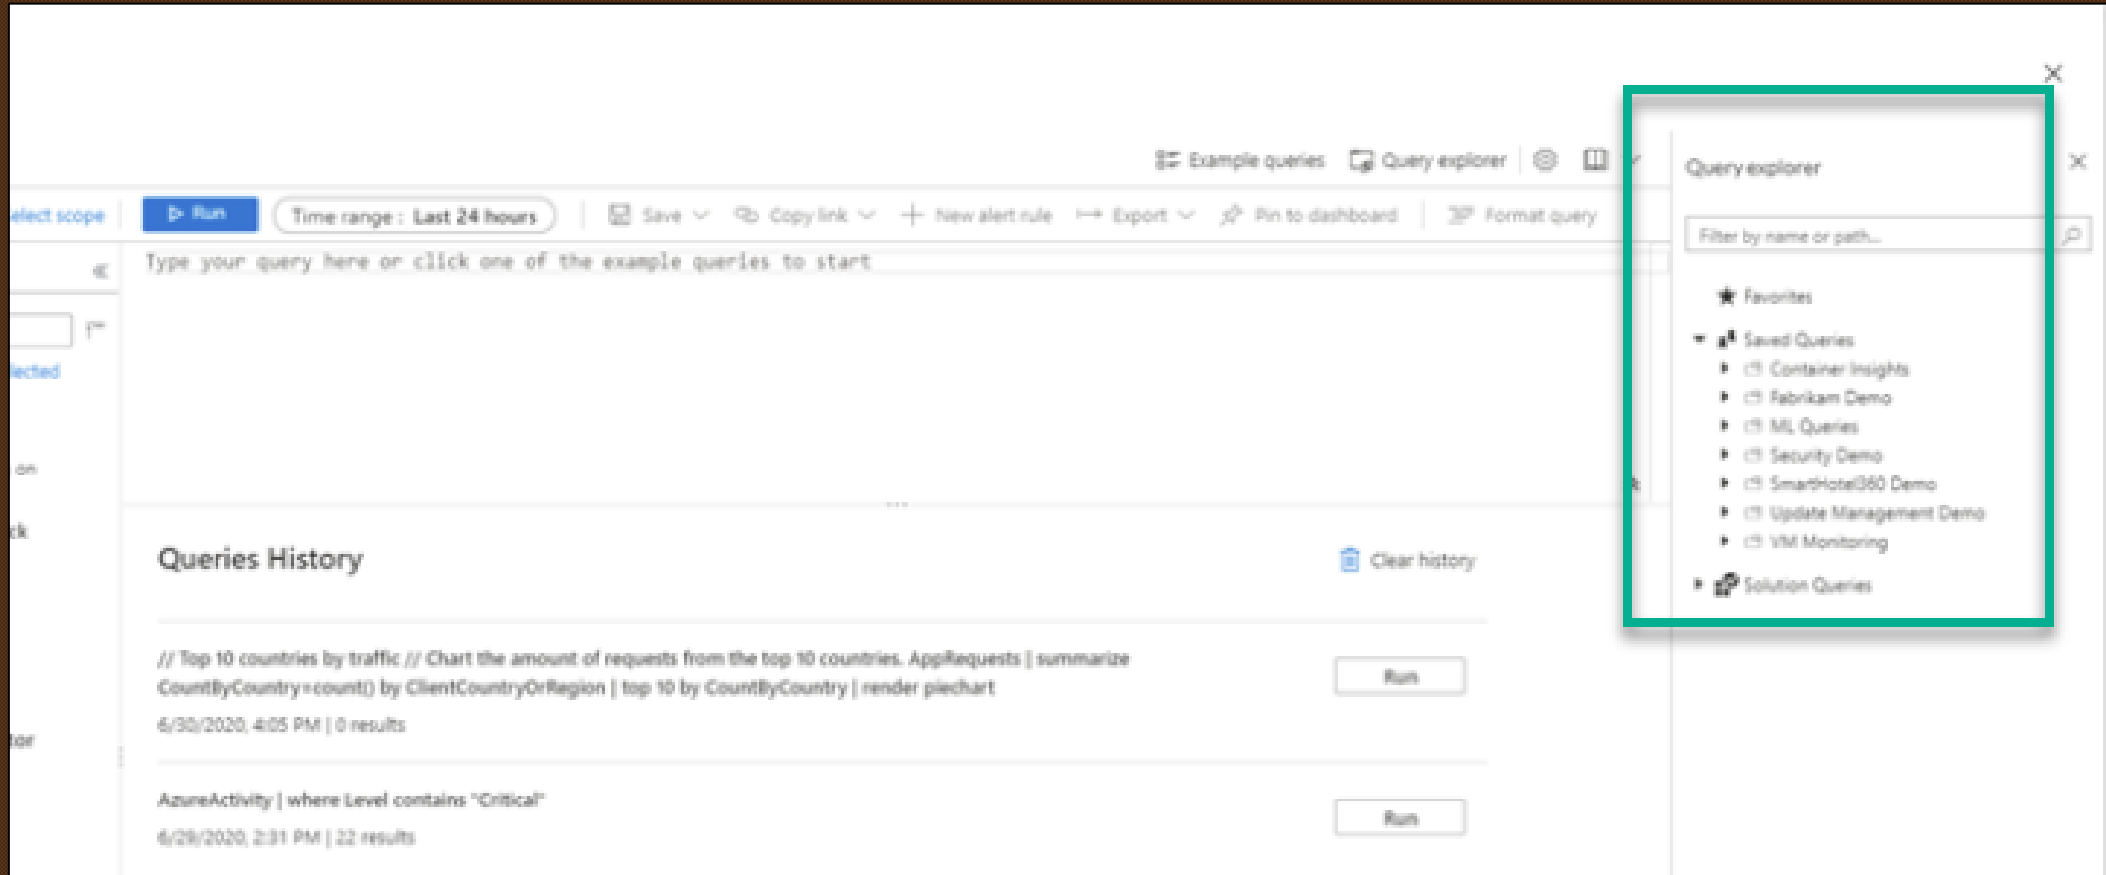 Example queries Query explorer
elect scope Run Time range : Last 24 hours Save Copy link New alert rule Export Pin to dashboard Format query
Type your query here or click one of the example queries to start
lected
on
ck
tor
Queries History Clear history
// Top 10 countries by traffic // Chart the amount of requests from the top 10 countries. AppRequests | summarize
CountByCountry=count() by ClientCountryOrRegion | top 10 by CountByCountry | render piechart
Run
6/30/2020, 4:05 PM | 0 results
AzureActivity | where Level contains "Critical"
Run
6/29/2020, 2:31 PM | 22 results
Query explorer
Filter by name or path...
Favorites
Saved Queries
Container Insights
Fabrikam Demo
ML Queries
Security Demo
SmartHotel360 Demo
Update Management Demo
VM Monitoring
Solution Queries